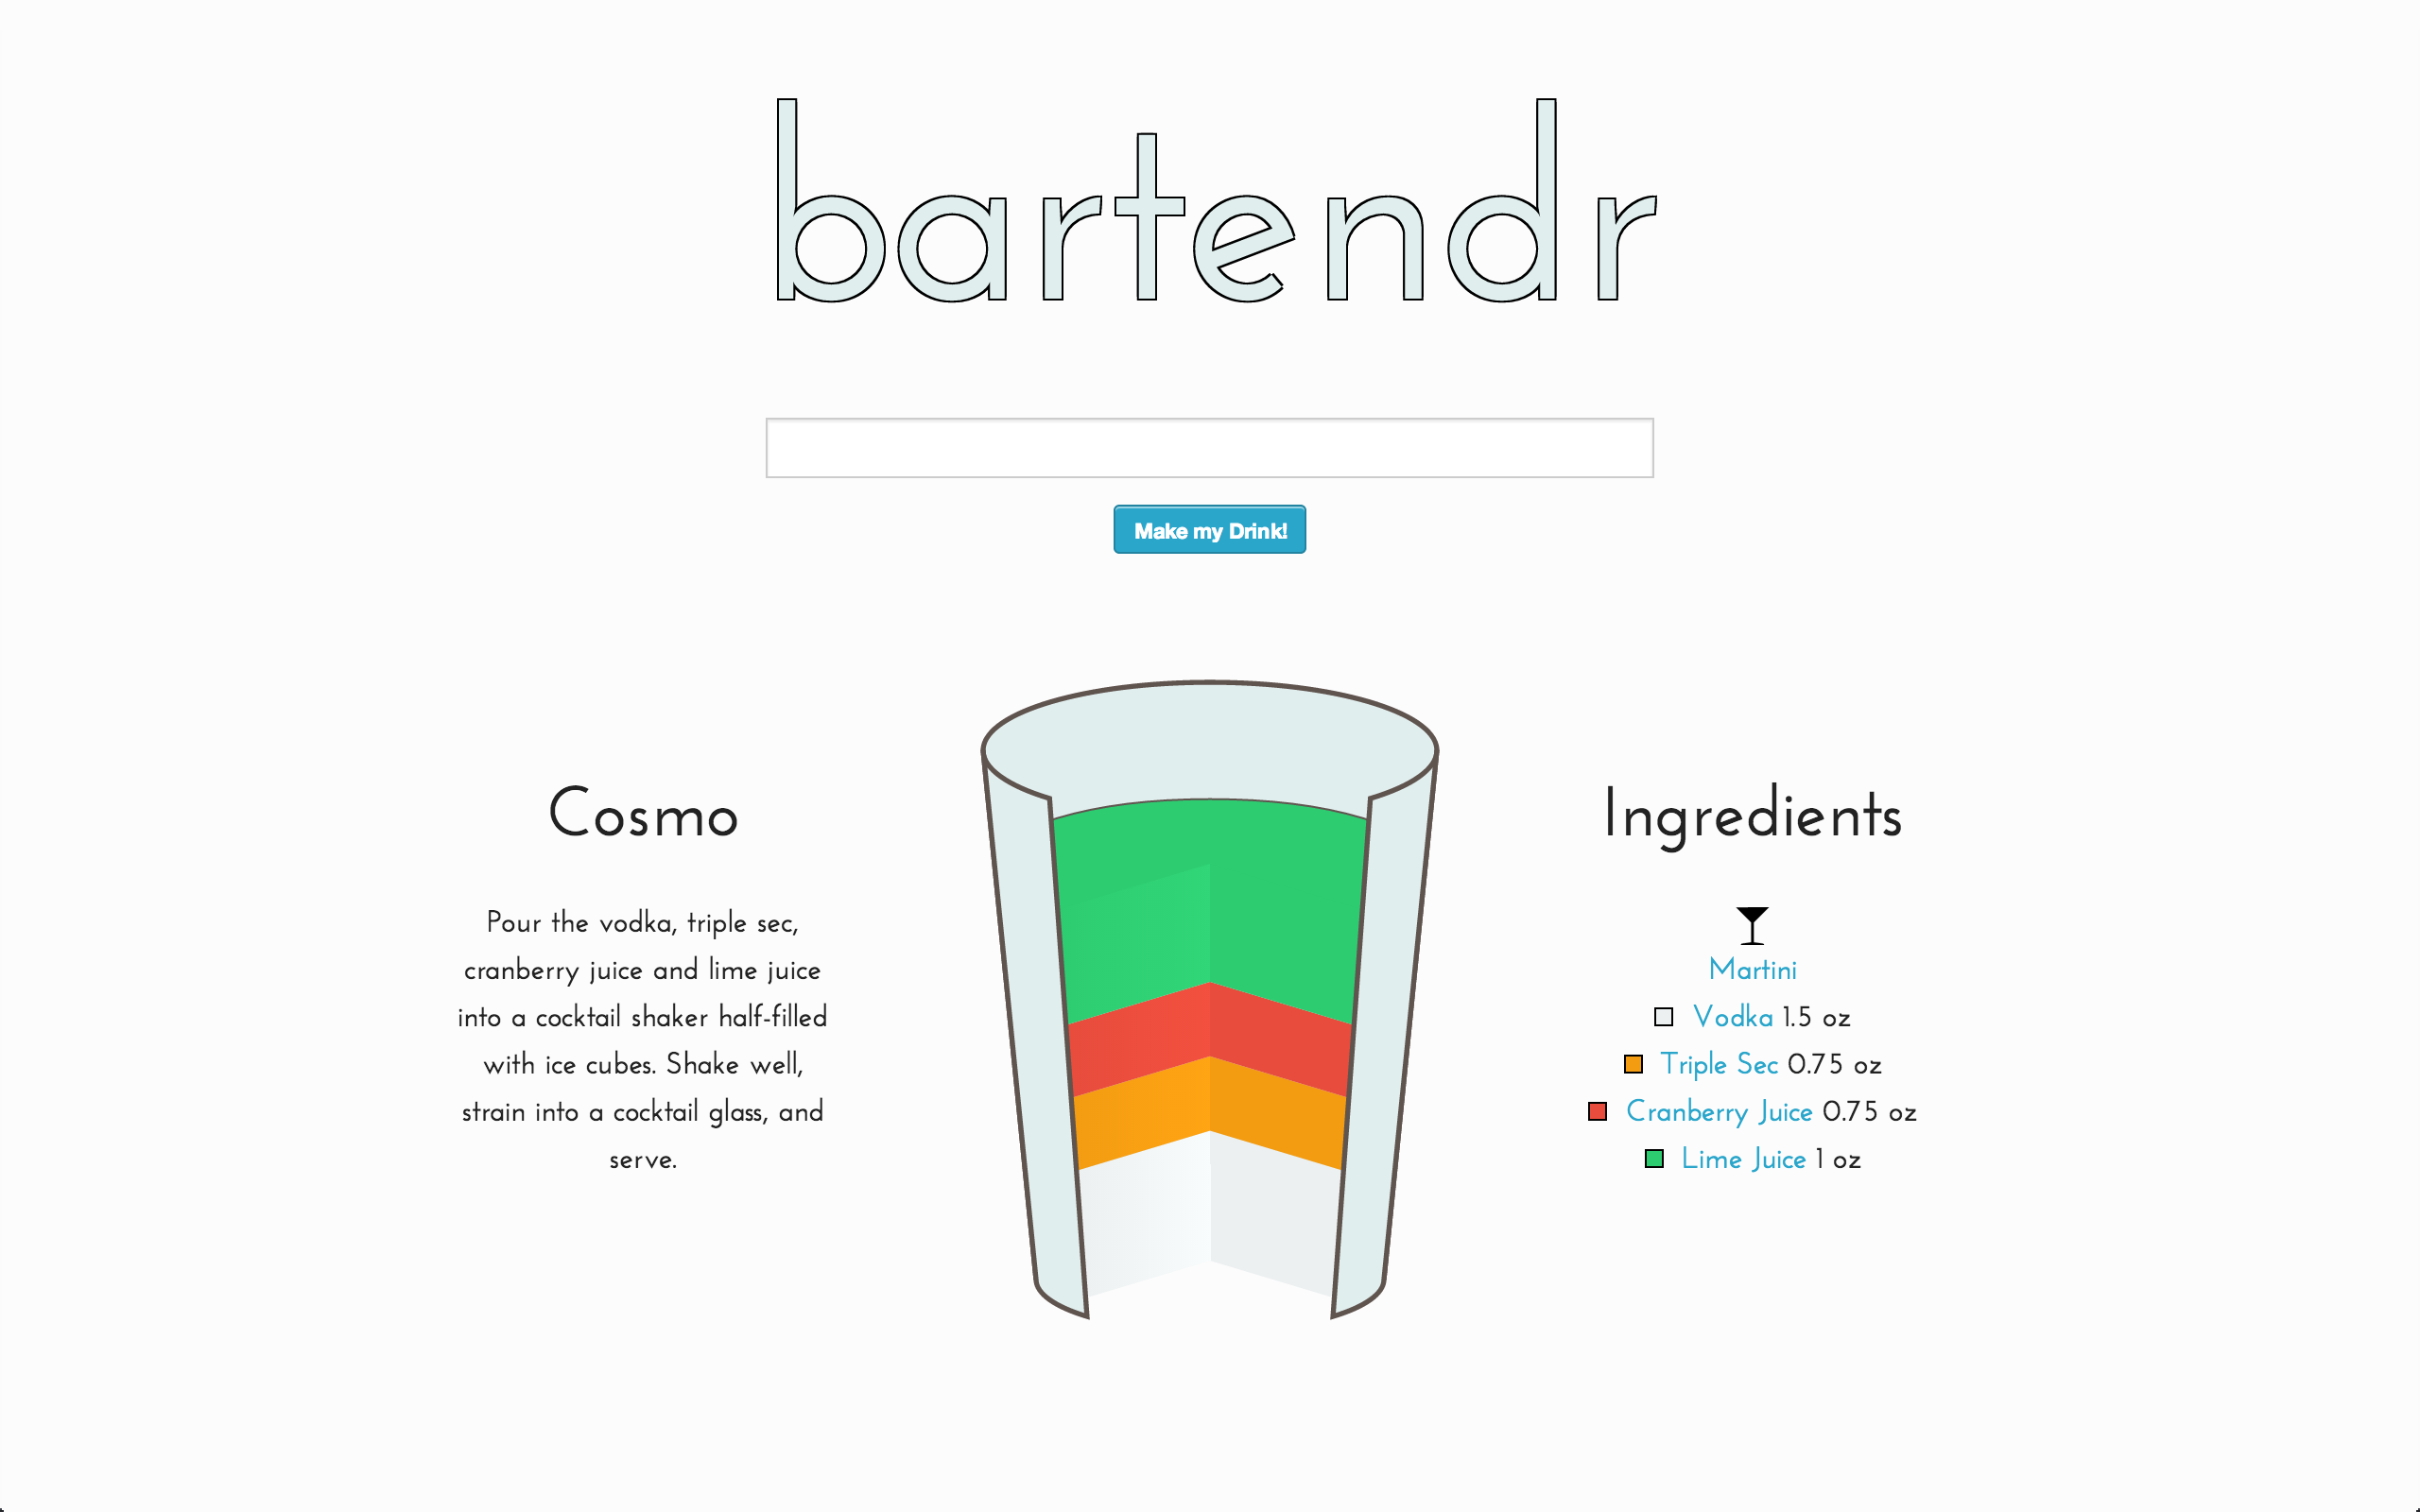 bartendr
Make my Drink!
Cosmo
Pour the vodka, triple sec,
cranberry juice and lime juice
into a cocktail shaker half-filled
with ice cubes. Shake well,
strain into a cocktail glass, and
serve.
Ingredients
Martini
Vodka 1.5 oz
Triple Sec 0.75 oz
Cranberry Juice 0.75 oz
Lime Juice 1 oz